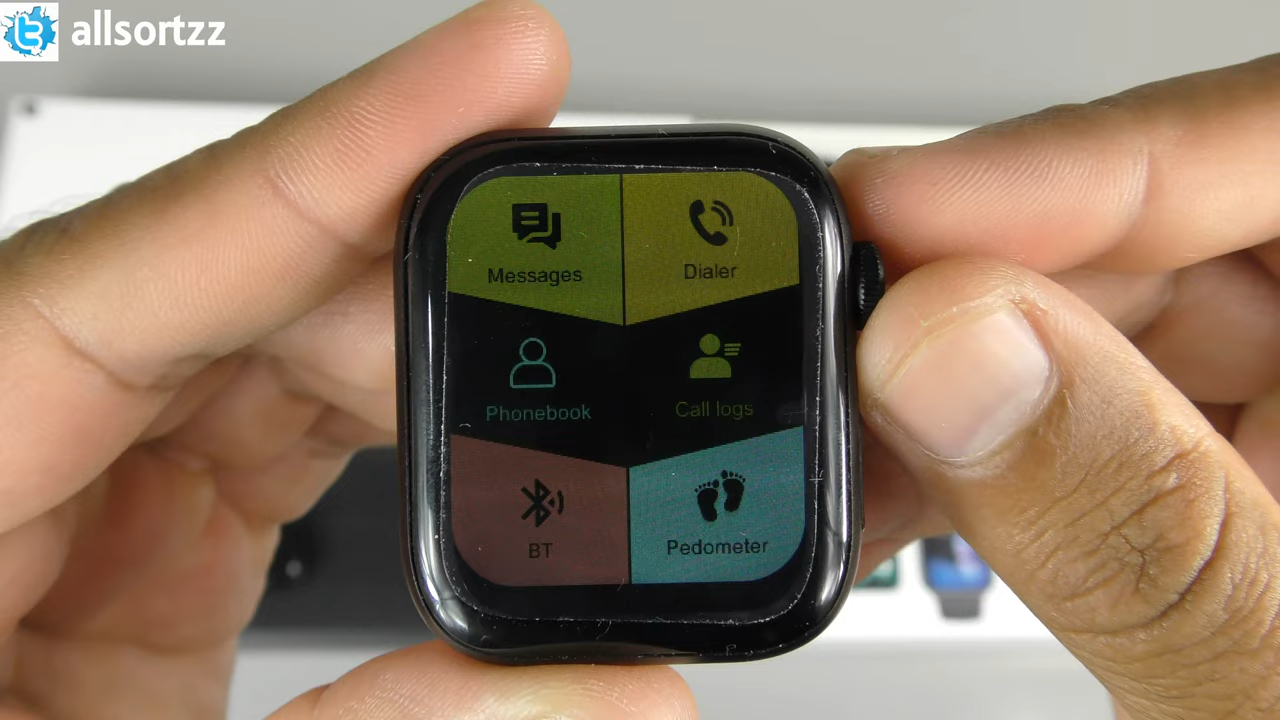 allsortzz
Messages
Dialer
Phonebook
Call logs
BT
Pedometer